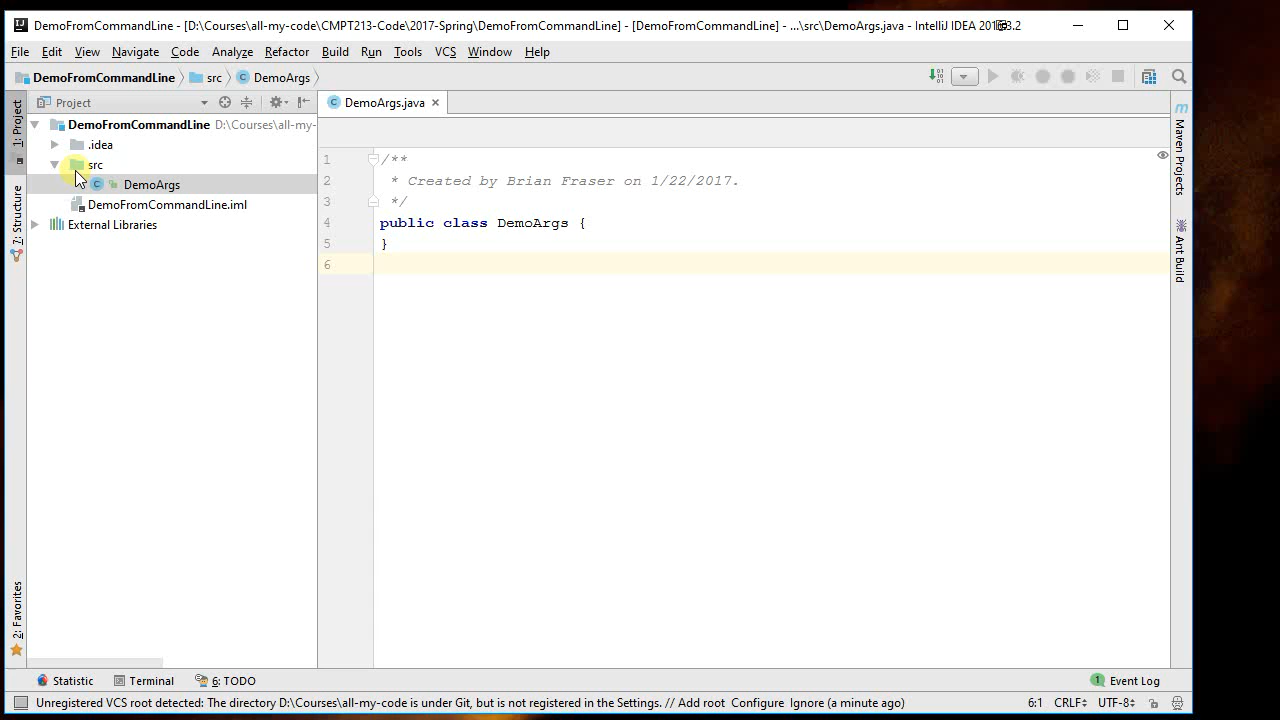 DemoFromCommandLine - [D:\Courses\all-my-code\CMPT213-Code\2017-Spring\DemoFromCommandLine] - [DemoFromCommandLine] - ...\src\DemoArgs.java - IntelliJ IDEA
File Edit View Navigate Code Analyze Refactor Build Run Tools VCS Window Help
DemoFromCommandLine src DemoArgs
Project
DemoArgs.java
DemoFromCommandLine D:\Courses\all-my-
.idea
src
DemoArgs
DemoFromCommandLine.iml
External Libraries
1: Project
7: Structure
2: Favorites
1 /**
2 * Created by Brian Fraser on 1/22/2017.
3 */
4 public class DemoArgs {
5 }
6
Maven Projects
Ant Build
Statistic Terminal 6: TODO
1 Event Log
Unregistered VCS root detected: The directory D:\Courses\all-my-code is under Git, but is not registered in the Settings. // Add root Configure Ignore (a minute ago)
6:1 CRLF UTF-8